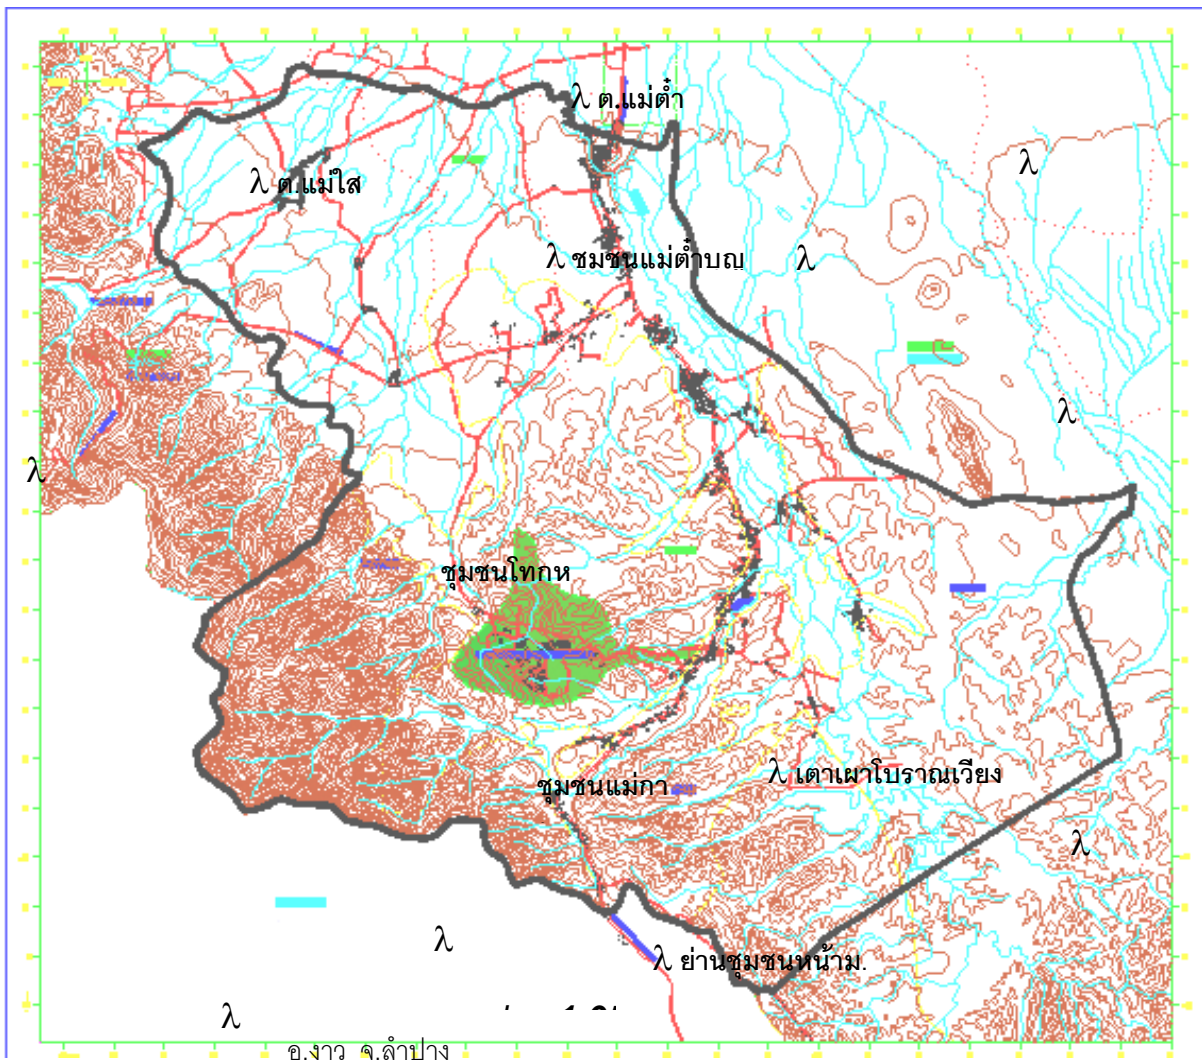 λ ต.แม่ต๋ำ
λ
λ ต.แม่ใส
λ ชมชนแม่ต๋ำบญ
λ
λ
λ
ชุมชนโทกห
λ เตาเผาโบราณเวียง
ชุมชนแม่กา
λ
λ
λ ย่านชุมชนหน้าม.
λ
อ.งาว จ.ลำปาง